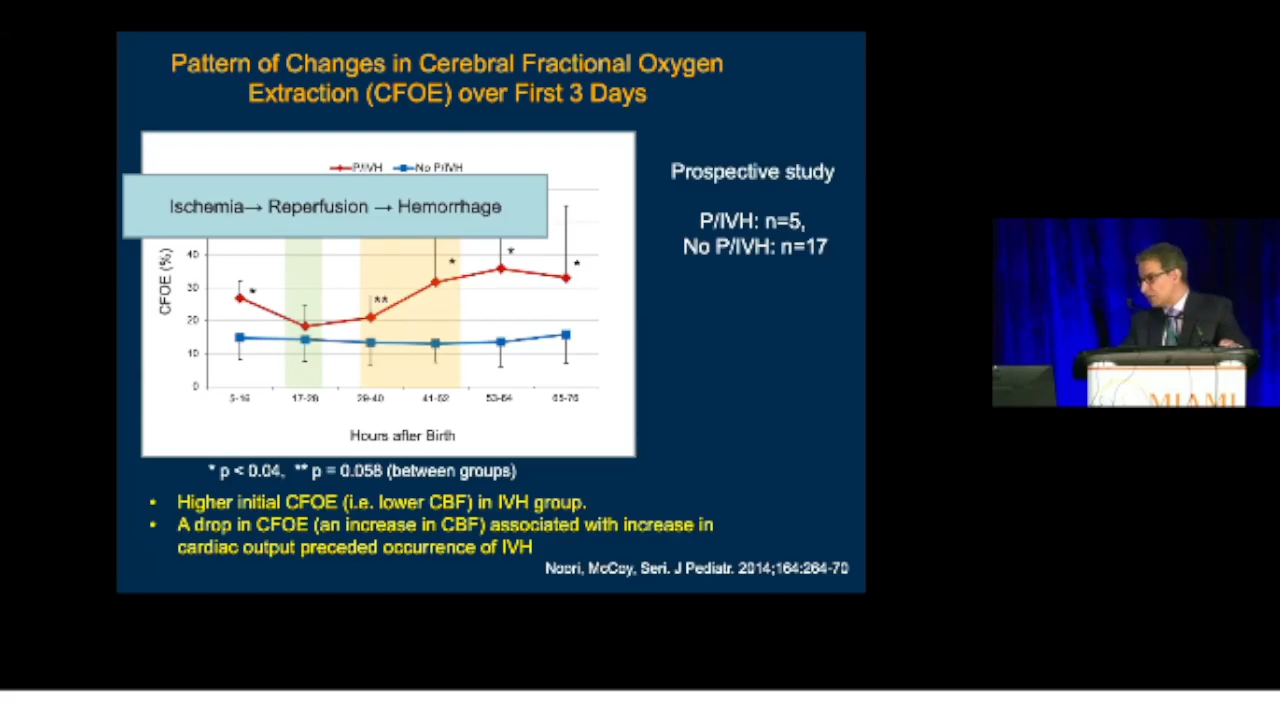 Pattern of Changes in Cerebral Fractional Oxygen
Extraction (CFOE) over First 3 Days
P/IVH No P/IVH
Ischemia→ Reperfusion → Hemorrhage
CFOE (%)
40
30
20
10
0
*
**
*
*
*
5-16 17-28 29-40 41-52 53-64 65-76
Hours after Birth
Prospective study
P/IVH: n=5,
No P/IVH: n=17
* p < 0.04, ** p = 0.058 (between groups)
• Higher initial CFOE (i.e. lower CBF) in IVH group.
• A drop in CFOE (an increase in CBF) associated with increase in
cardiac output preceded occurrence of IVH
Noori, McCoy, Seri. J Pediatr. 2014;164:264-70
MIAMI